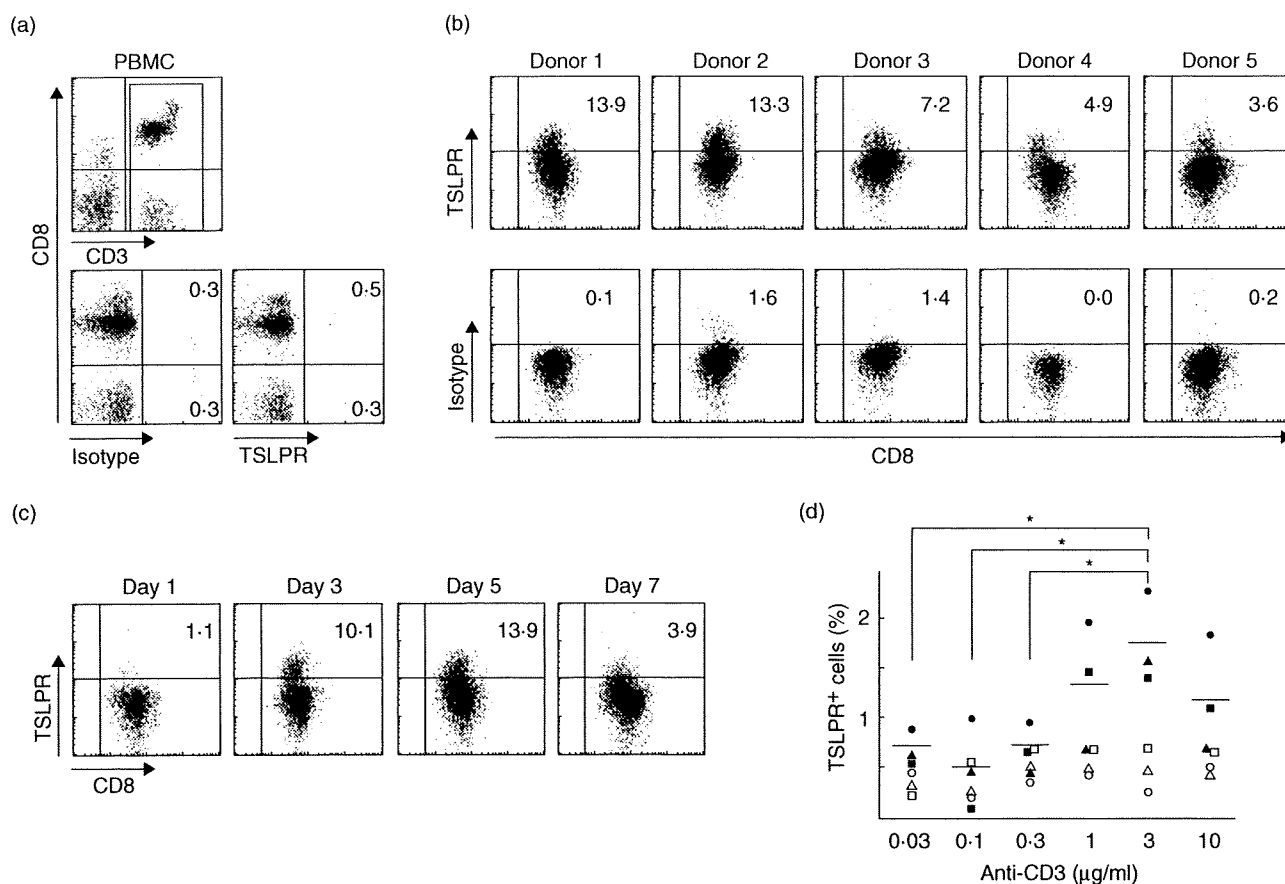 (a)
PBMC
CD8
CD3
0·3
0·5
0·3
0·3
Isotype
TSLPR
(b)
Donor 1
Donor 2
Donor 3
Donor 4
Donor 5
TSLPR
13·9
13·3
7·2
4·9
3·6
Isotype
0·1
1·6
1·4
0·0
0·2
CD8
(c)
Day 1
Day 3
Day 5
Day 7
TSLPR
1·1
10·1
13·9
3·9
CD8
(d)
*
*
*
TSLPR+ cells (%)
2
1
0·03
0·1
0·3
1
3
10
Anti-CD3 (μg/ml)